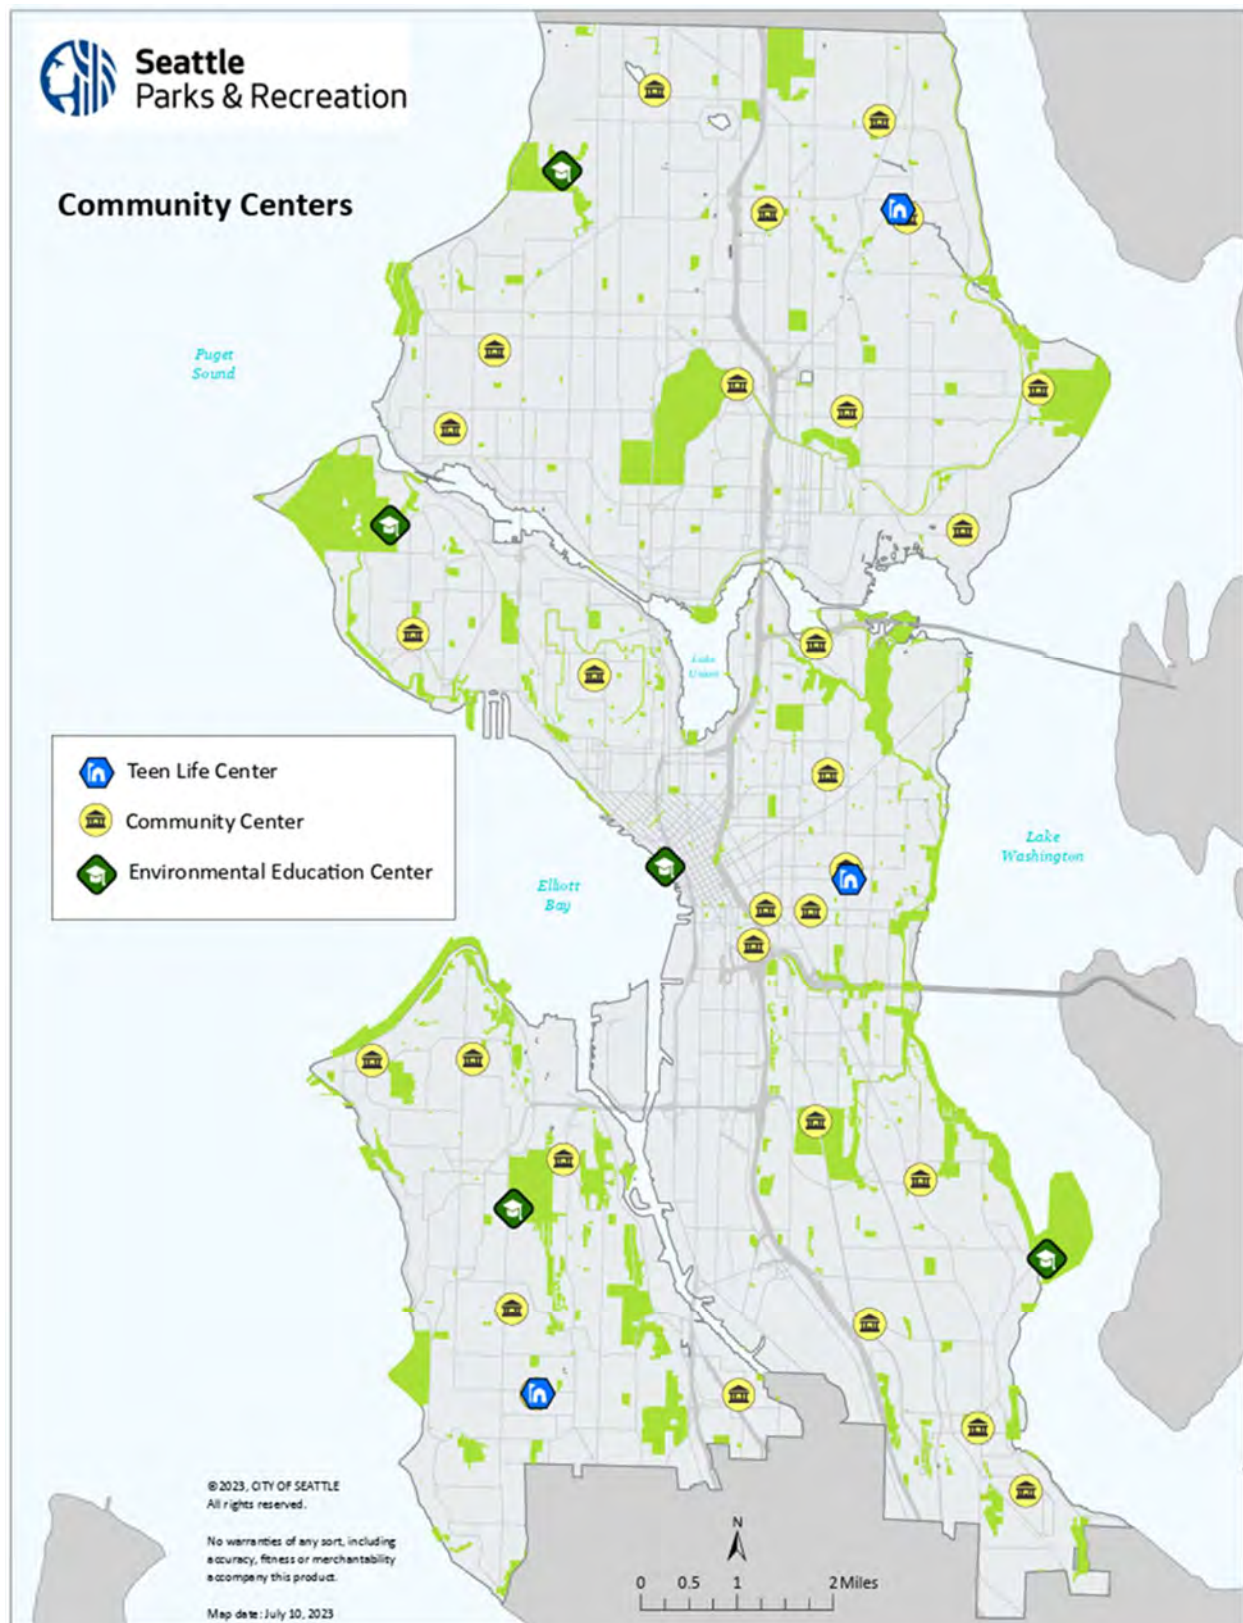 Seattle
Parks & Recreation
Community Centers
Puget
Sound
Lake
Union
Teen Life Center
Community Center
Environmental Education Center
Elliott
Bay
Lake
Washington
©2023, CITY OF SEATTLE
All rights reserved.
No warranties of any sort, including
accuracy, fitness or merchantability
accompany this product.
Map date: July 10, 2023
N
0 0.5 1 2 Miles